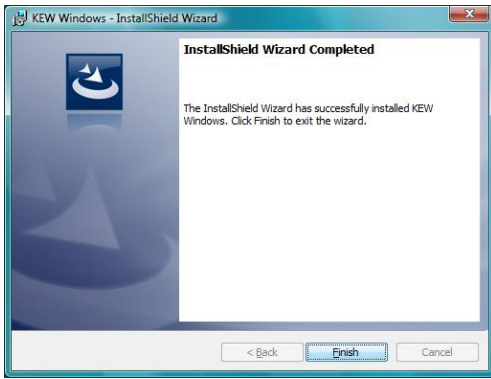 KEW Windows - InstallShield Wizard
InstallShield Wizard Completed
The InstallShield Wizard has successfully installed KEW
Windows. Click Finish to exit the wizard.
< Back
Finish
Cancel